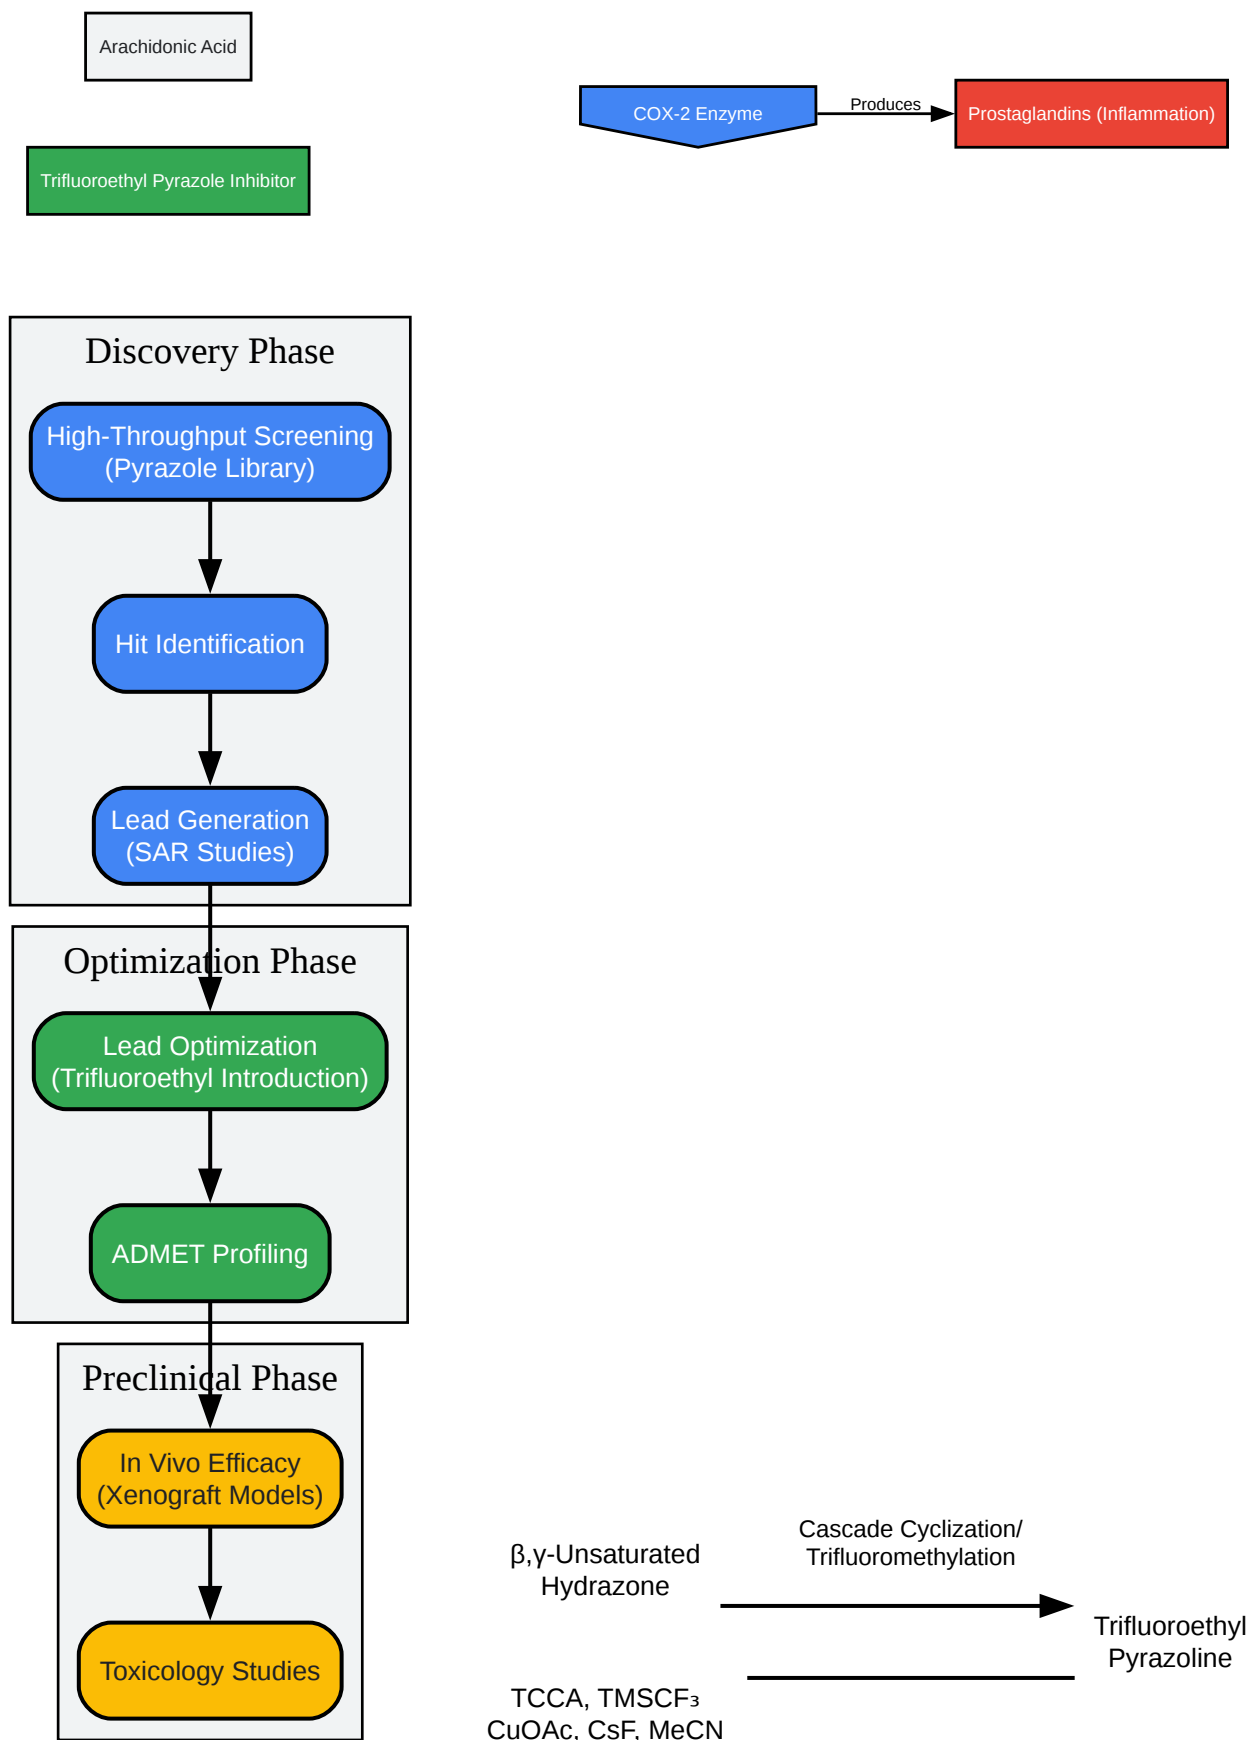 Arachidonic Acid
COX-2 Enzyme
Produces
Prostaglandins (Inflammation)
Trifluoroethyl Pyrazole Inhibitor
Discovery Phase
High-Throughput Screening
(Pyrazole Library)
Hit Identification
Lead Generation
(SAR Studies)
Optimization Phase
Lead Optimization
(Trifluoroethyl Introduction)
ADMET Profiling
Preclinical Phase
In Vivo Efficacy
(Xenograft Models)
Toxicology Studies
β,γ-Unsaturated
Hydrazone
Cascade Cyclization/
Trifluoromethylation
Trifluoroethyl
Pyrazoline
TCCA, TMSCF₃
CuOAc, CsF, MeCN